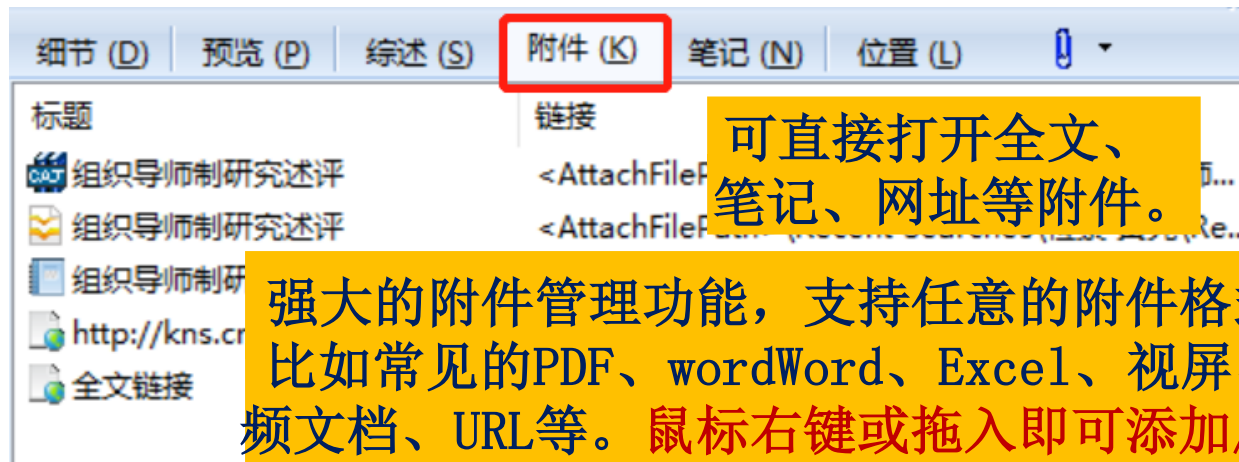 细节 (D) 预览 (P) 综述 (S) 附件 (K) 笔记 (N) 位置 (L)
标题 链接
组织导师制研究述评 <AttachFileP
组织导师制研究述评 <AttachFile
组织导师制研
http://kns.cn
全文链接
可直接打开全文、
笔记、网址等附件。
强大的附件管理功能，支持任意的附件格
比如常见的PDF、wordWord、Excel、视屏
频文档、URL等。鼠标右键或拖入即可添加